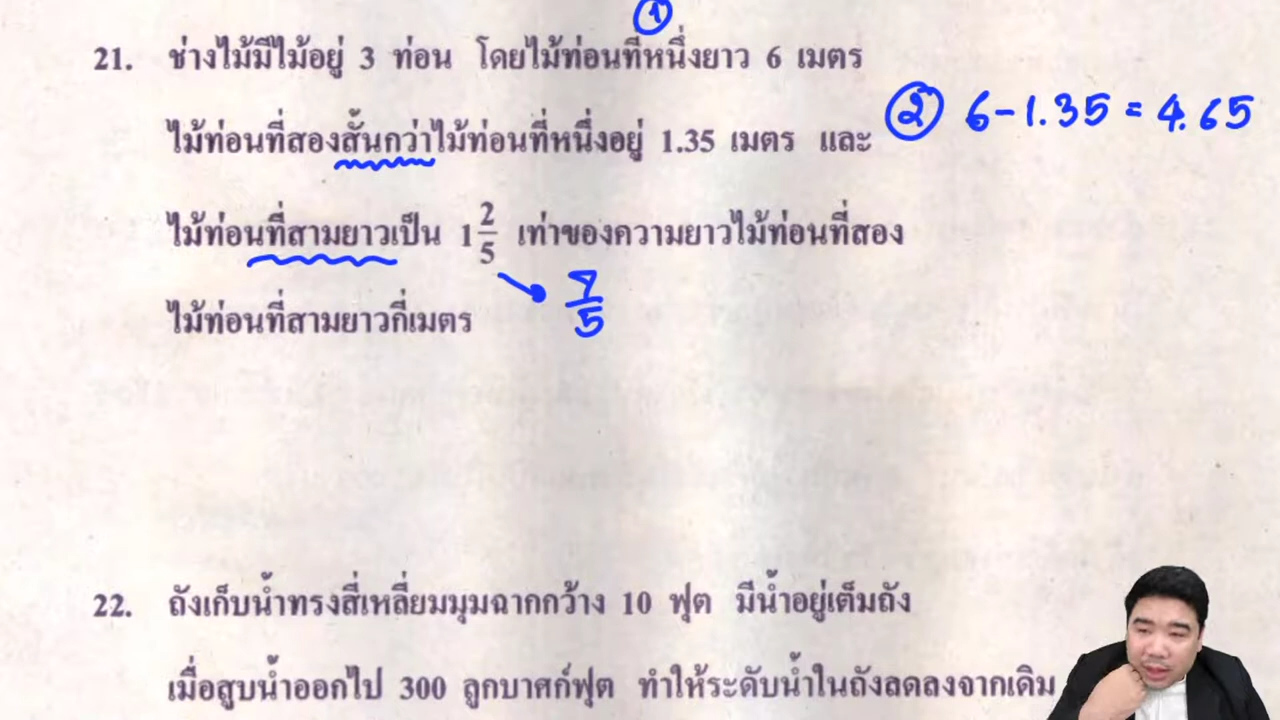 ①
21. ช่างไม้มีไม้อยู่ 3 ท่อน โดยไม้ท่อนที่หนึ่งยาว 6 เมตร
ไม้ท่อนที่สองสั้นกว่าไม้ท่อนที่หนึ่งอยู่ 1.35 เมตร และ
② 6-1.35 = 4.65
ไม้ท่อนที่สามยาวเป็น 1 2/5 เท่าของความยาวไม้ท่อนที่สอง
7/5
ไม้ท่อนที่สามยาวกี่เมตร
22. ถังเก็บน้ำทรงสี่เหลี่ยมมุมฉากกว้าง 10 ฟุต มีน้ำอยู่เต็มถัง
เมื่อสูบน้ำออกไป 300 ลูกบาศก์ฟุต ทำให้ระดับน้ำในถังลดลงจากเดิม